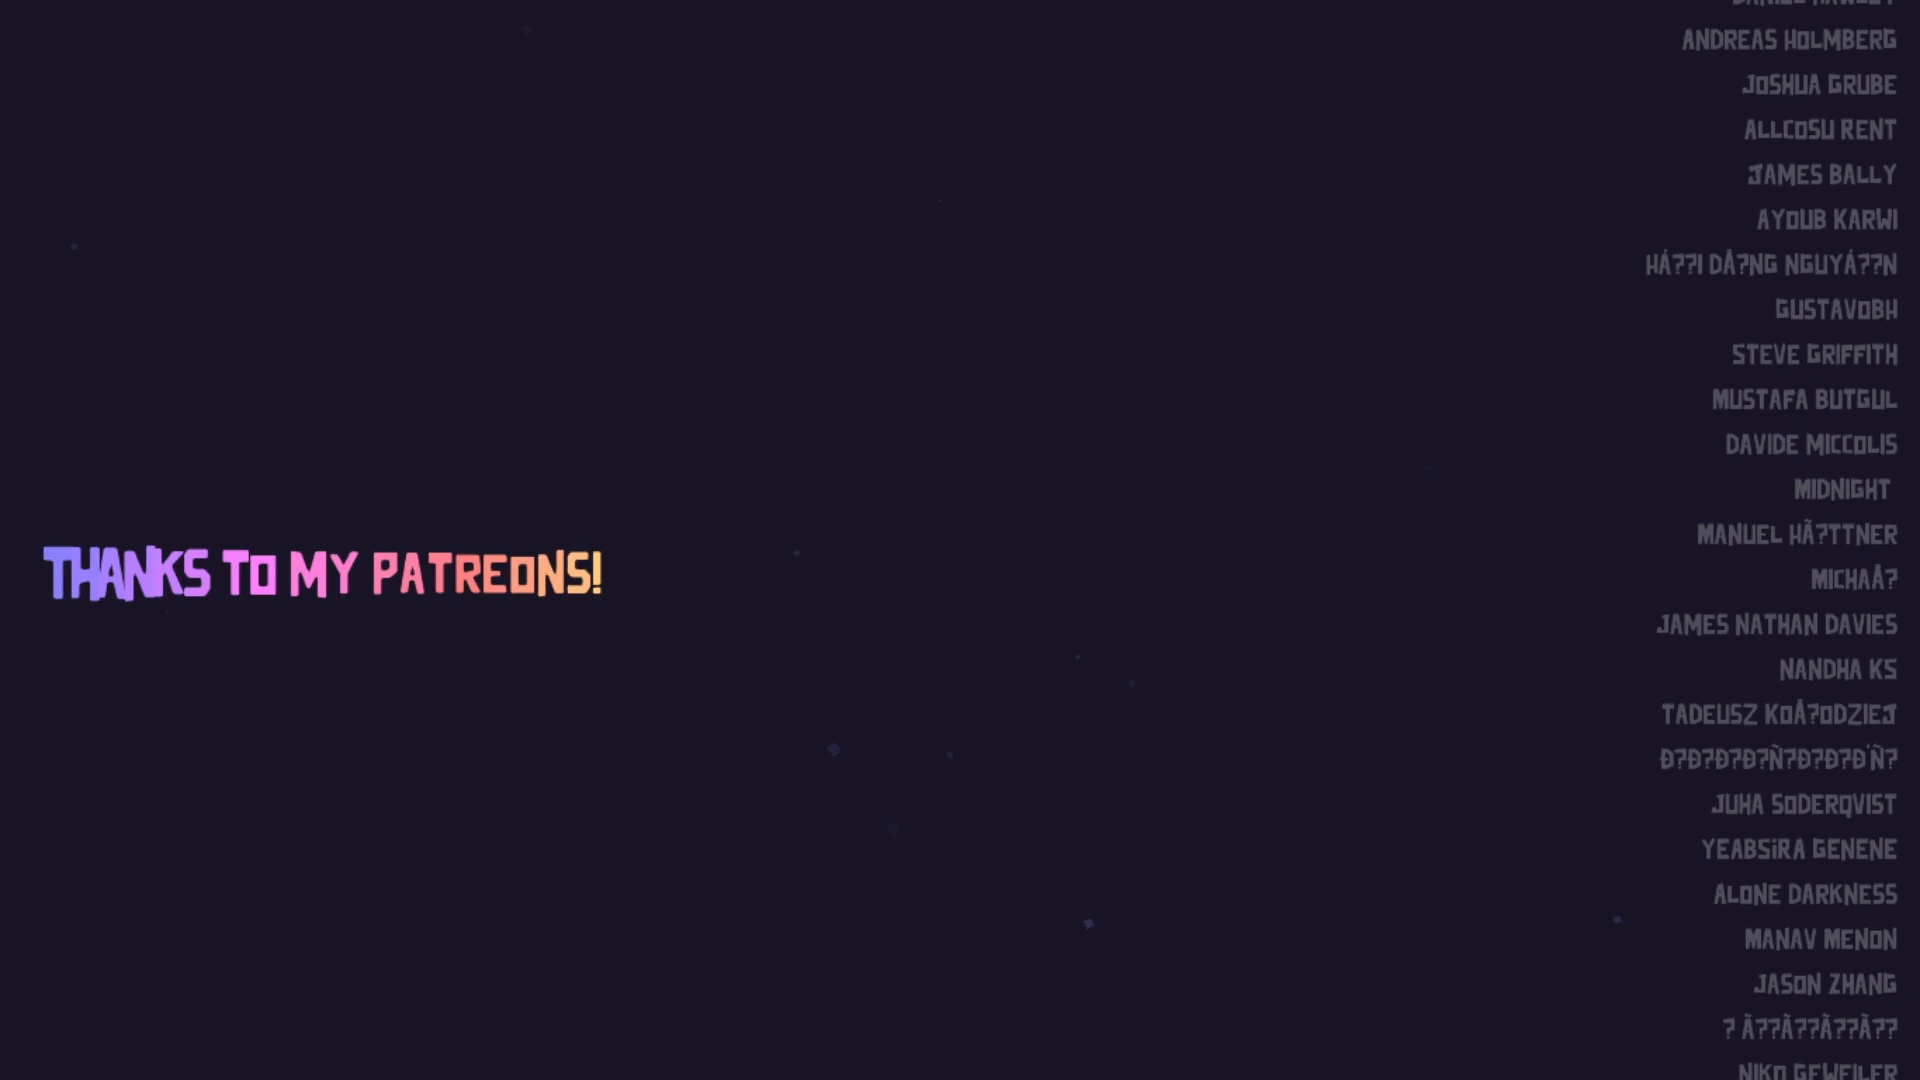 ANDREAS HOLMBERG
JOSHUA GRUBE
ALLCOSU RENT
JAMES BALLY
AYOUB KARWI
HÁ??I DÅ?NG NGUYÁ??N
GUSTAVOBH
STEVE GRIFFITH
MUSTAFA BUTGUL
DAVIDE MICCOLIS
MIDNIGHT
MANUEL HÃ?TTNER
THANKS TO MY PATREONS!
MICHAÅ?
JAMES NATHAN DAVIES
NANDHA KS
TADEUSZ KOÅ?ODZIEJ
Ð?Ð?Ð?Ð?Ñ?Ð?Ð?Ð´Ñ?
JUHA SODERQVIST
YEABSiRA GENENE
ALONE DARKNESS
MANAV MENON
JASON ZHANG
? Ã??Ã??Ã??Ã??
NIKO GEWEILER